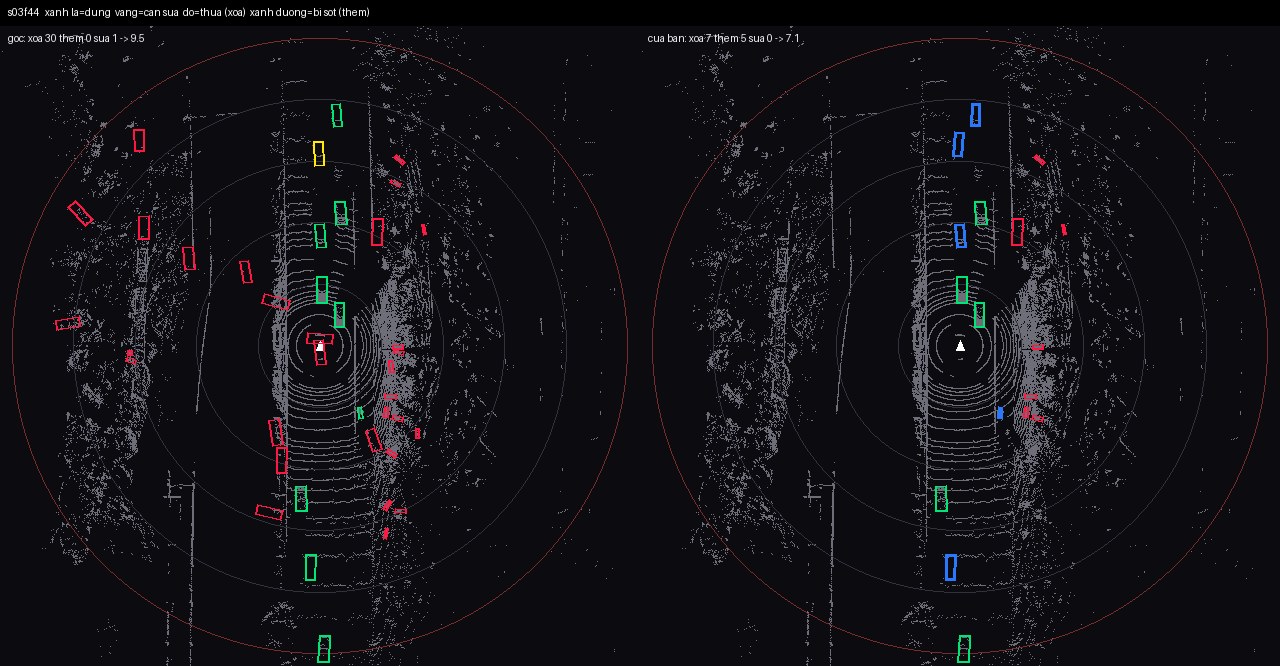 s03f44 xanh la=dung vang=can sua do=thua (xoa) xanh duong=bi sot (them)
goc: xoa 30 them 0 sua 1 -> 9.5
cua ban: xoa 7 them 5 sua 0 -> 7.1